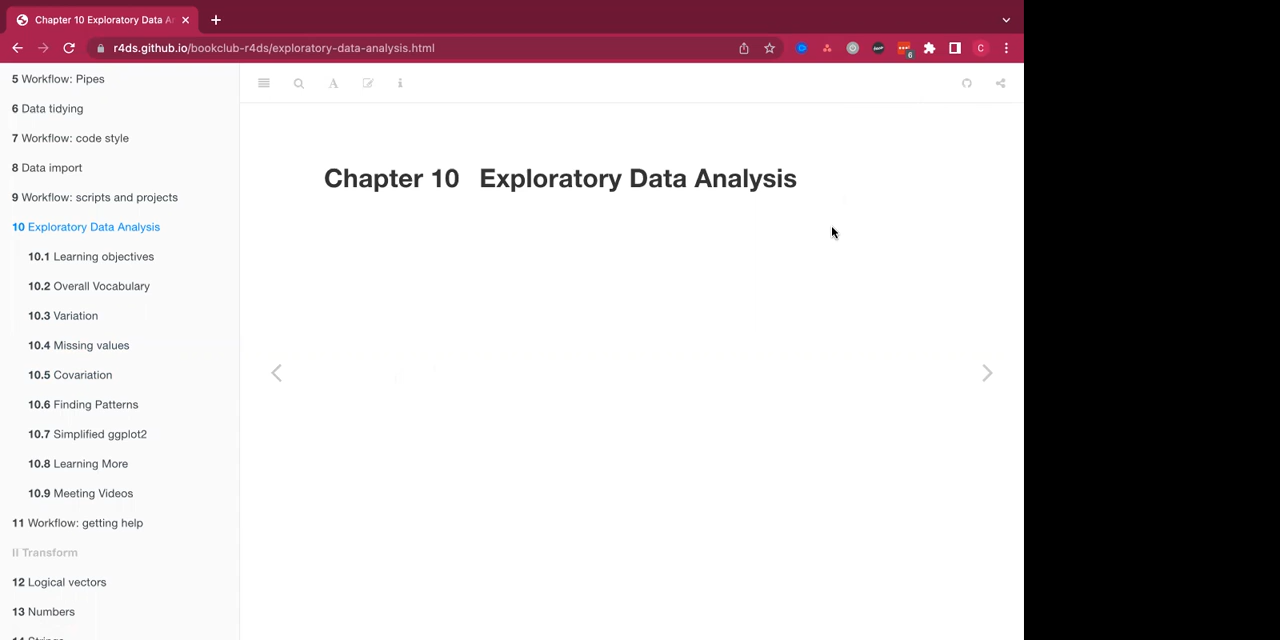 Chapter 10 Exploratory Data A
r4ds.github.io/bookclub-r4ds/exploratory-data-analysis.html
6
C
5 Workflow: Pipes
6 Data tidying
7 Workflow: code style
8 Data import
9 Workflow: scripts and projects
10 Exploratory Data Analysis
10.1 Learning objectives
10.2 Overall Vocabulary
10.3 Variation
10.4 Missing values
10.5 Covariation
10.6 Finding Patterns
10.7 Simplified ggplot2
10.8 Learning More
10.9 Meeting Videos
11 Workflow: getting help
II Transform
12 Logical vectors
13 Numbers
A
Chapter 10 Exploratory Data Analysis